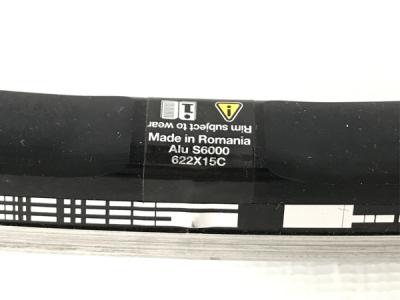 Rim subject to wear
Made in Romania
Alu S6000
622X15C